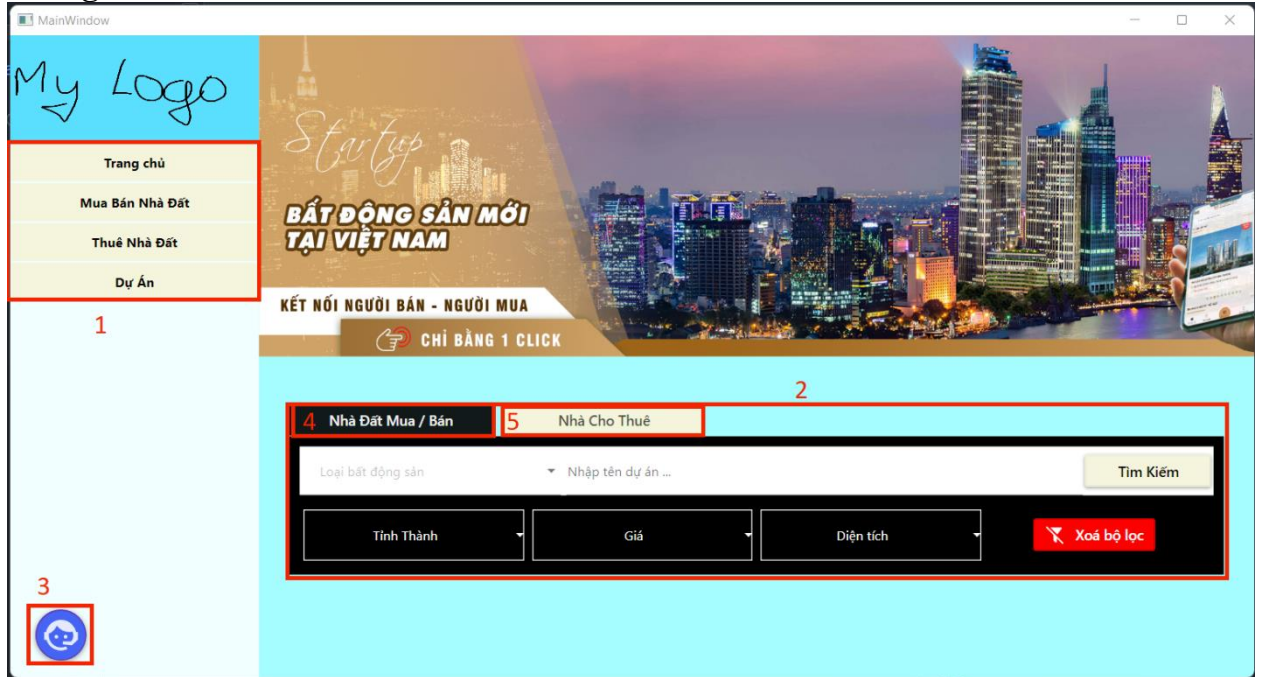 MainWindow
My Logo
Trang chủ
Mua Bán Nhà Đất
Thuê Nhà Đất
Dự Án
1
Startup
BẤT ĐỘNG SẢN MỚI
TẠI VIỆT NAM
KẾT NỐI NGƯỜI BÁN - NGƯỜI MUA
CHỈ BẰNG 1 CLICK
2
4 Nhà Đất Mua / Bán
5 Nhà Cho Thuê
Loại bất động sản
Nhập tên dự án ...
Tìm Kiếm
Tỉnh Thành
Giá
Diện tích
Xoá bộ lọc
3